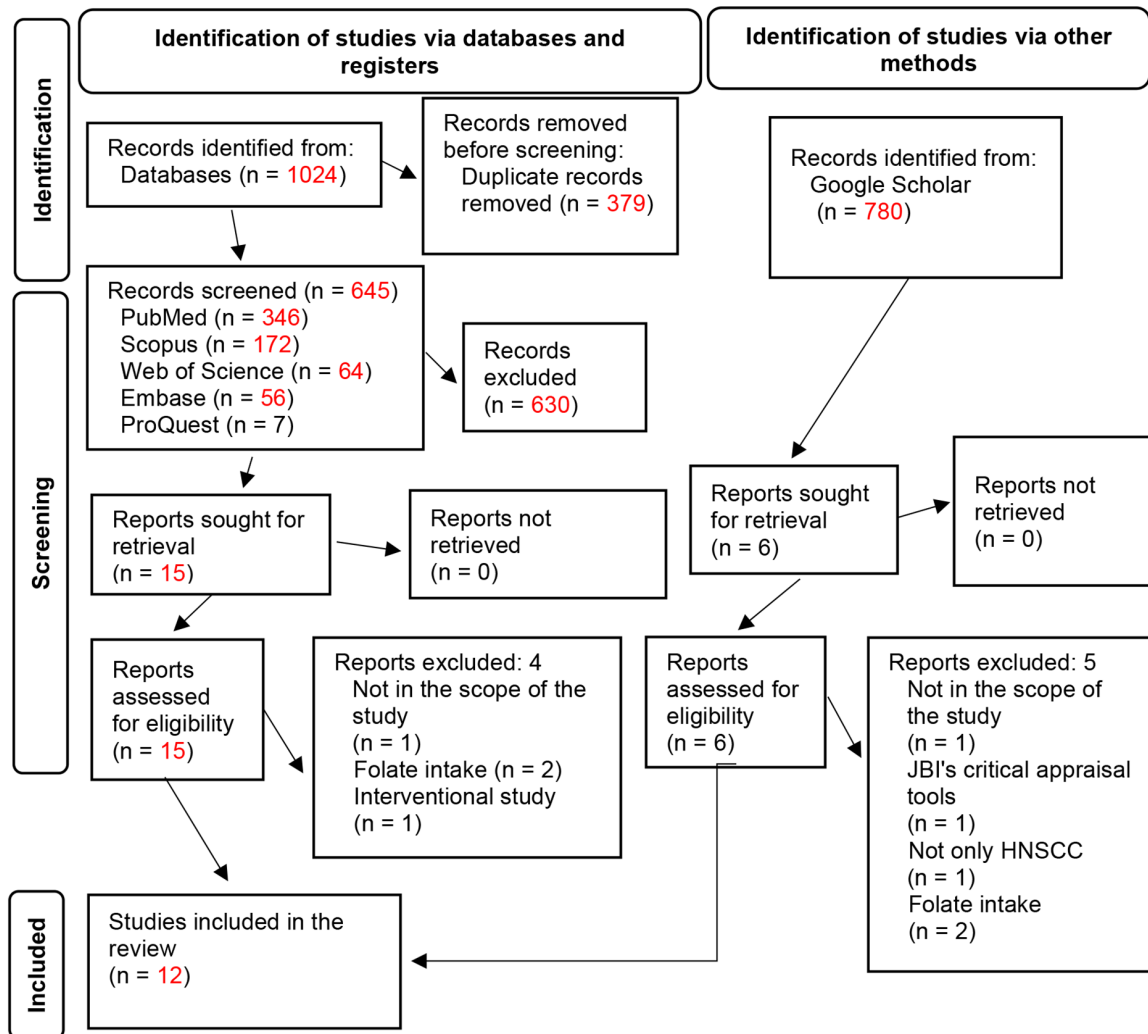 Identification of studies via databases and
registers
Identification of studies via other
methods
Identification
Records identified from:
Databases (n = 1024)
Records removed
before screening:
Duplicate records
removed (n = 379)
Records identified from:
Google Scholar
(n = 780)
Screening
Records screened (n = 645)
PubMed (n = 346)
Scopus (n = 172)
Web of Science (n = 64)
Embase (n = 56)
ProQuest (n = 7)
Records
excluded
(n = 630)
Reports sought for
retrieval
(n = 15)
Reports not
retrieved
(n = 0)
Reports sought
for retrieval
(n = 6)
Reports not
retrieved
(n = 0)
Reports
assessed
for eligibility
(n = 15)
Reports excluded: 4
Not in the scope of the
study
(n = 1)
Folate intake (n = 2)
Interventional study
(n = 1)
Reports
assessed for
eligibility
(n = 6)
Reports excluded: 5
Not in the scope of
the study
(n = 1)
JBI's critical appraisal
tools
(n = 1)
Not only HNSCC
(n = 1)
Folate intake
(n = 2)
Included
Studies included in the
review
(n = 12)